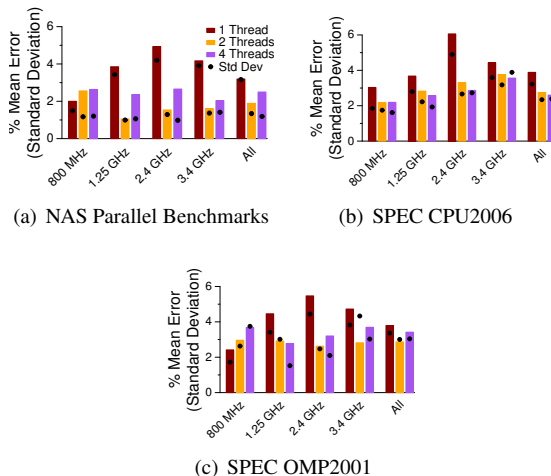 % Mean Error
(Standard Deviation)
6
4
2
0
1 Thread
2 Threads
4 Threads
Std Dev
800 MHz
1.25 GHz
2.4 GHz
3.4 GHz
All
(a) NAS Parallel Benchmarks
% Mean Error
(Standard Deviation)
6
4
2
0
800 MHz
1.25 GHz
2.4 GHz
3.4 GHz
All
(b) SPEC CPU2006
% Mean Error
(Standard Deviation)
6
4
2
0
800 MHz
1.25 GHz
2.4 GHz
3.4 GHz
All
(c) SPEC OMP2001